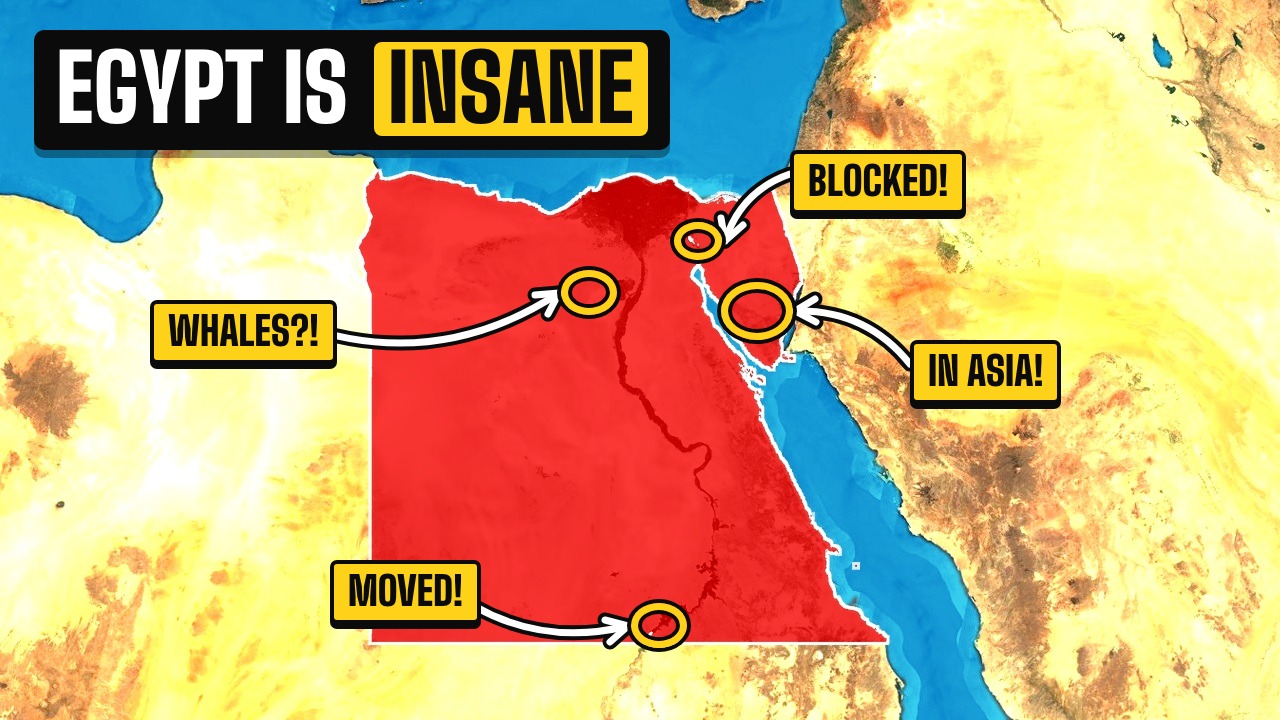 EGYPT IS INSANE
BLOCKED!
WHALES?!
IN ASIA!
MOVED!